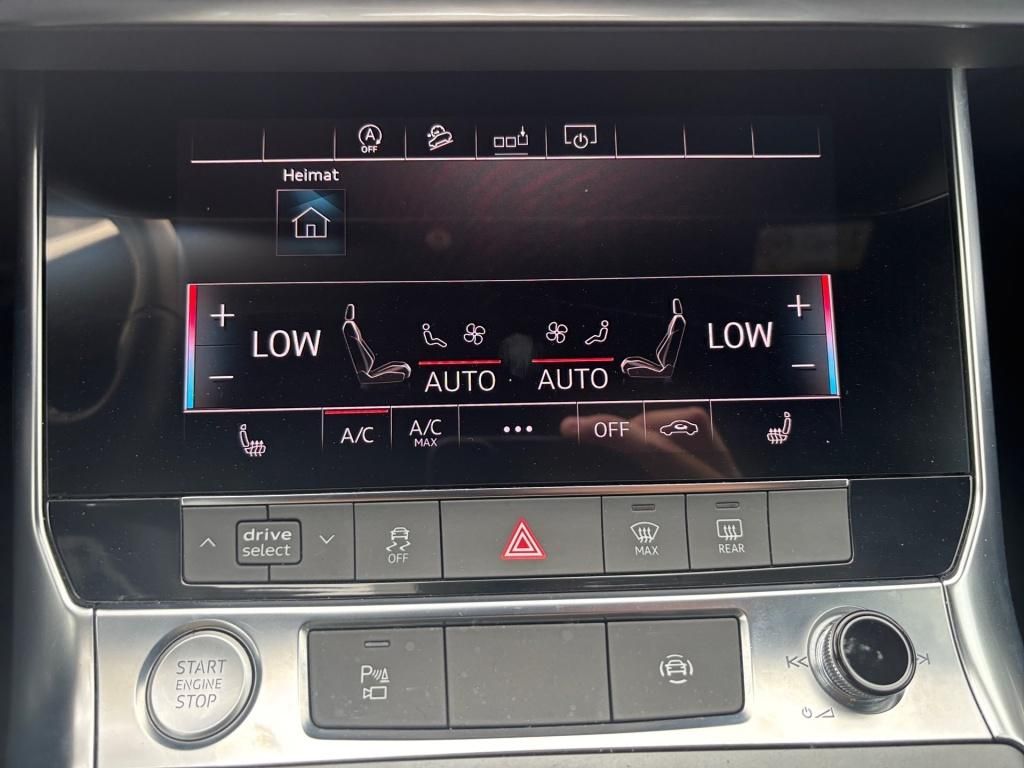 A
OFF
Heimat
LOW
LOW
AUTO
AUTO
A/C
A/C
MAX
OFF
drive
select
OFF
MAX
REAR
START
ENGINE
STOP
P